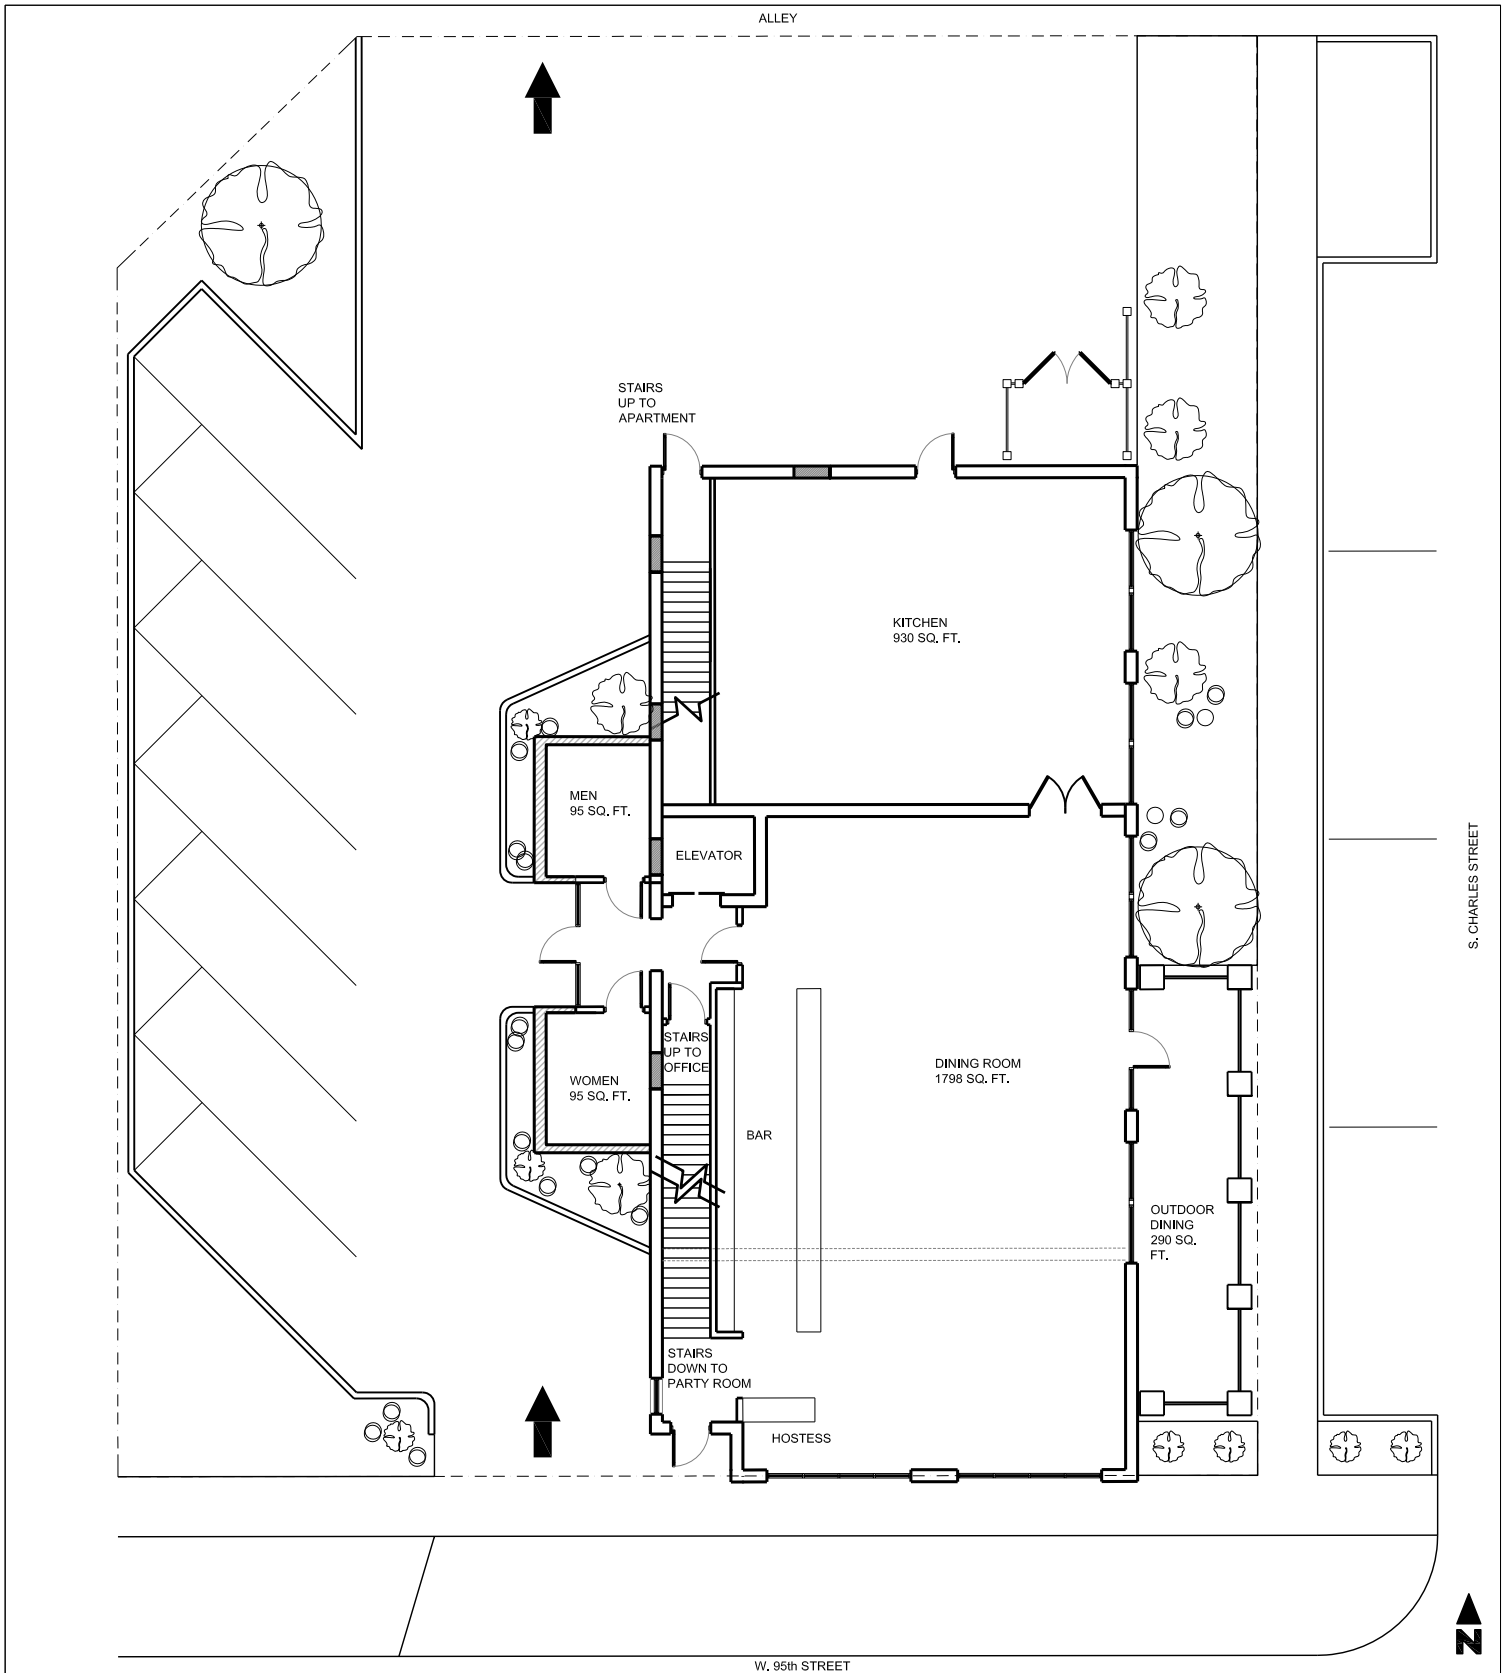 ALLEY
STAIRS
UP TO
APARTMENT
KITCHEN
930 SQ. FT.
MEN
95 SQ. FT.
ELEVATOR
S. CHARLES STREET
STAIRS
UP TO
OFFICE
DINING ROOM
1798 SQ. FT.
WOMEN
95 SQ. FT.
BAR
OUTDOOR
DINING
290 SQ.
FT.
STAIRS
DOWN TO
PARTY ROOM
HOSTESS
N
W. 95th STREET